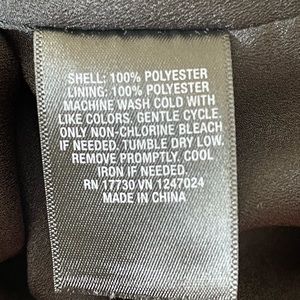 SHELL: 100% POLYESTER
LINING: 100% POLYESTER
MACHINE WASH COLD WITH
LIKE COLORS. GENTLE CYCLE.
ONLY NON-CHLORINE BLEACH
IF NEEDED. TUMBLE DRY LOW.
REMOVE PROMPTLY. COOL
IRON IF NEEDED.
RN 17730 VN 1247024
MADE IN CHINA